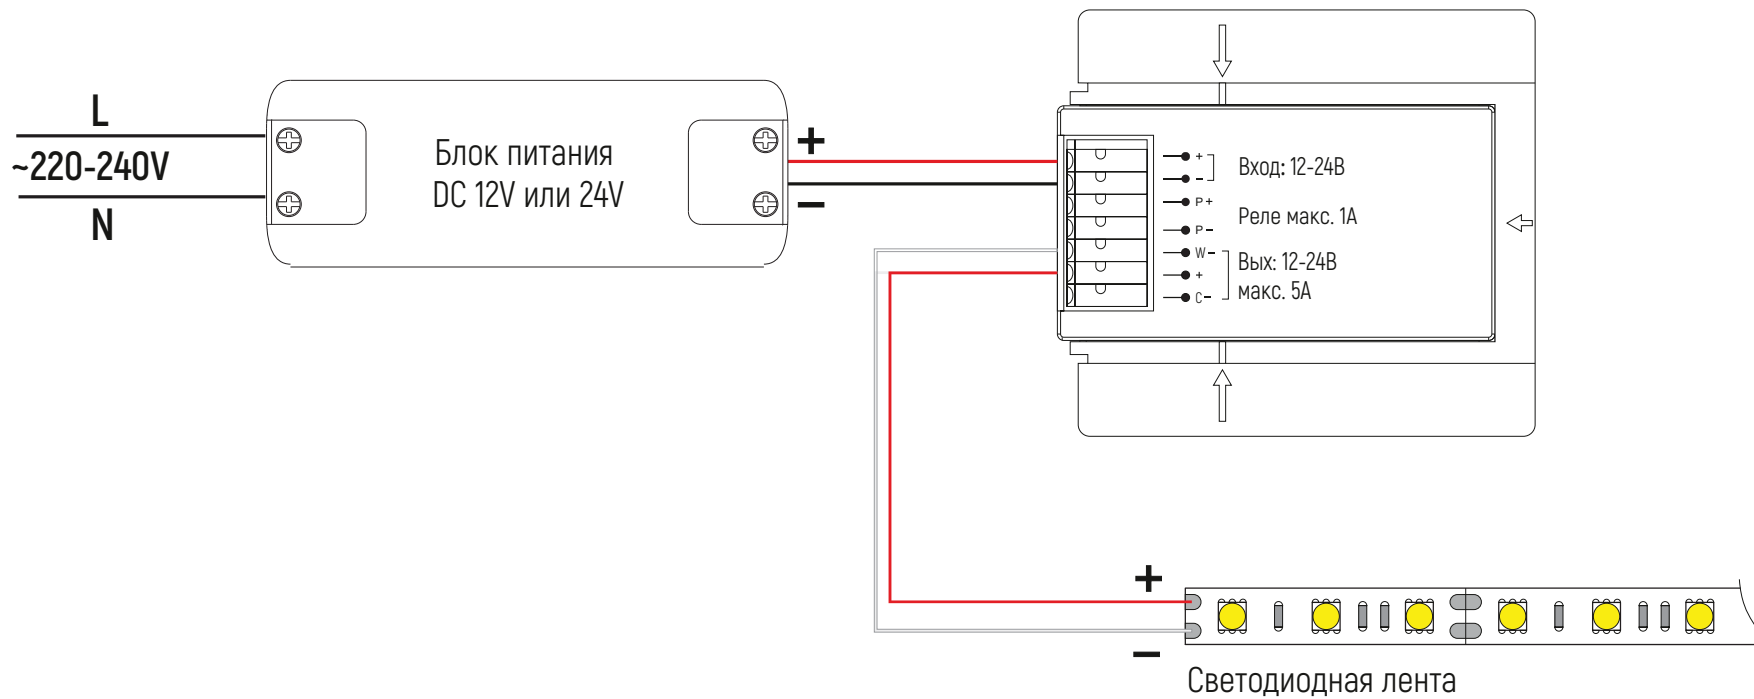 L
~220-240V
N
Блок питания
DC 12V или 24V
+
−
+
−
P+
P−
W−
+
C−
Вход: 12-24В
Реле макс. 1А
Вых: 12-24В
макс. 5А
+
−
Светодиодная лента